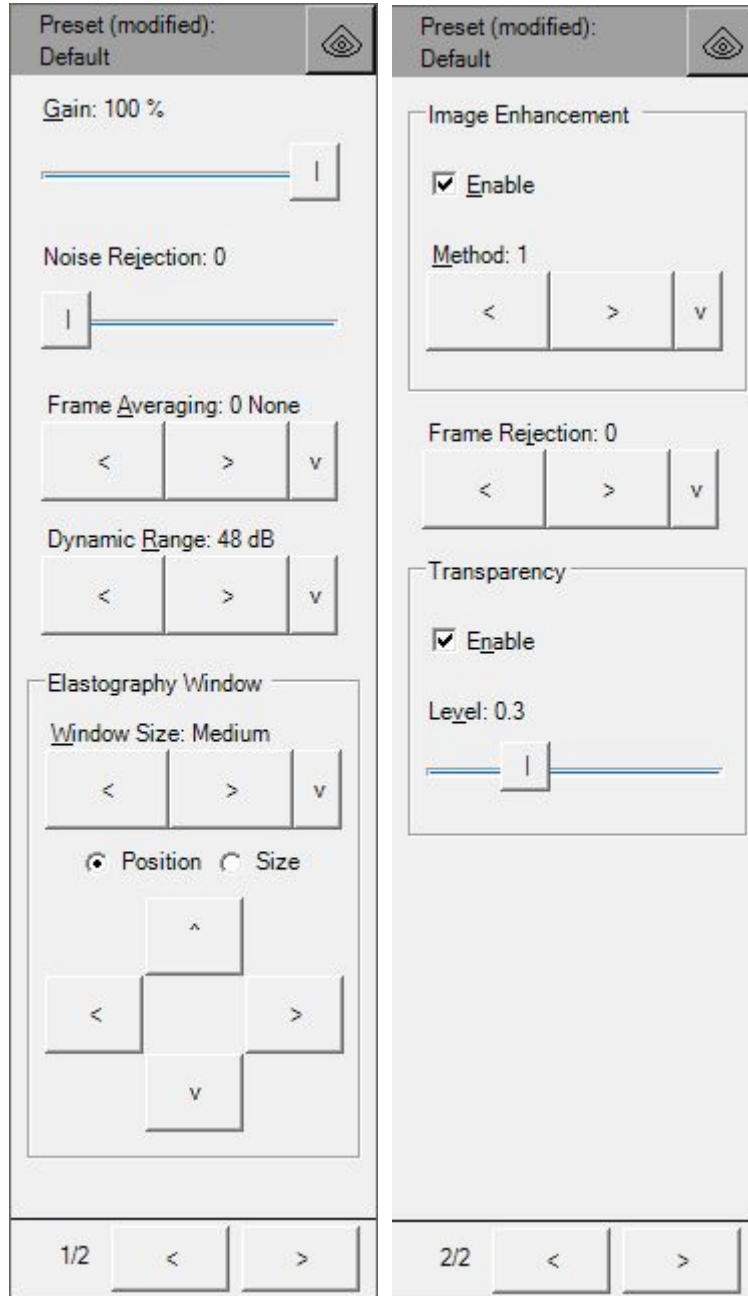 Preset (modified):
Default
Gain: 100 %
Noise Rejection: 0
Frame Averaging: 0 None
< > v
Dynamic Range: 48 dB
< > v
Elastography Window
Window Size: Medium
< > v
Position Size
^
< >
v
1/2 < >
Preset (modified):
Default
Image Enhancement
Enable
Method: 1
< > v
Frame Rejection: 0
< > v
Transparency
Enable
Level: 0.3
2/2 < >